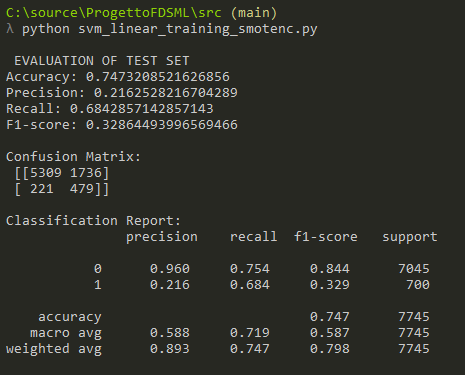 C:\source\ProgettoFDSML\src (main)
λ python svm_linear_training_smotenc.py
EVALUATION OF TEST SET
Accuracy: 0.7473208521626856
Precision: 0.2162528216704289
Recall: 0.6842857142857143
F1-score: 0.32864493996569466
Confusion Matrix:
[[5309 1736]
[ 221 479]]
Classification Report:
precision recall f1-score support
0 0.960 0.754 0.844 7045
1 0.216 0.684 0.329 700
accuracy 0.747 7745
macro avg 0.588 0.719 0.587 7745
weighted avg 0.893 0.747 0.798 7745